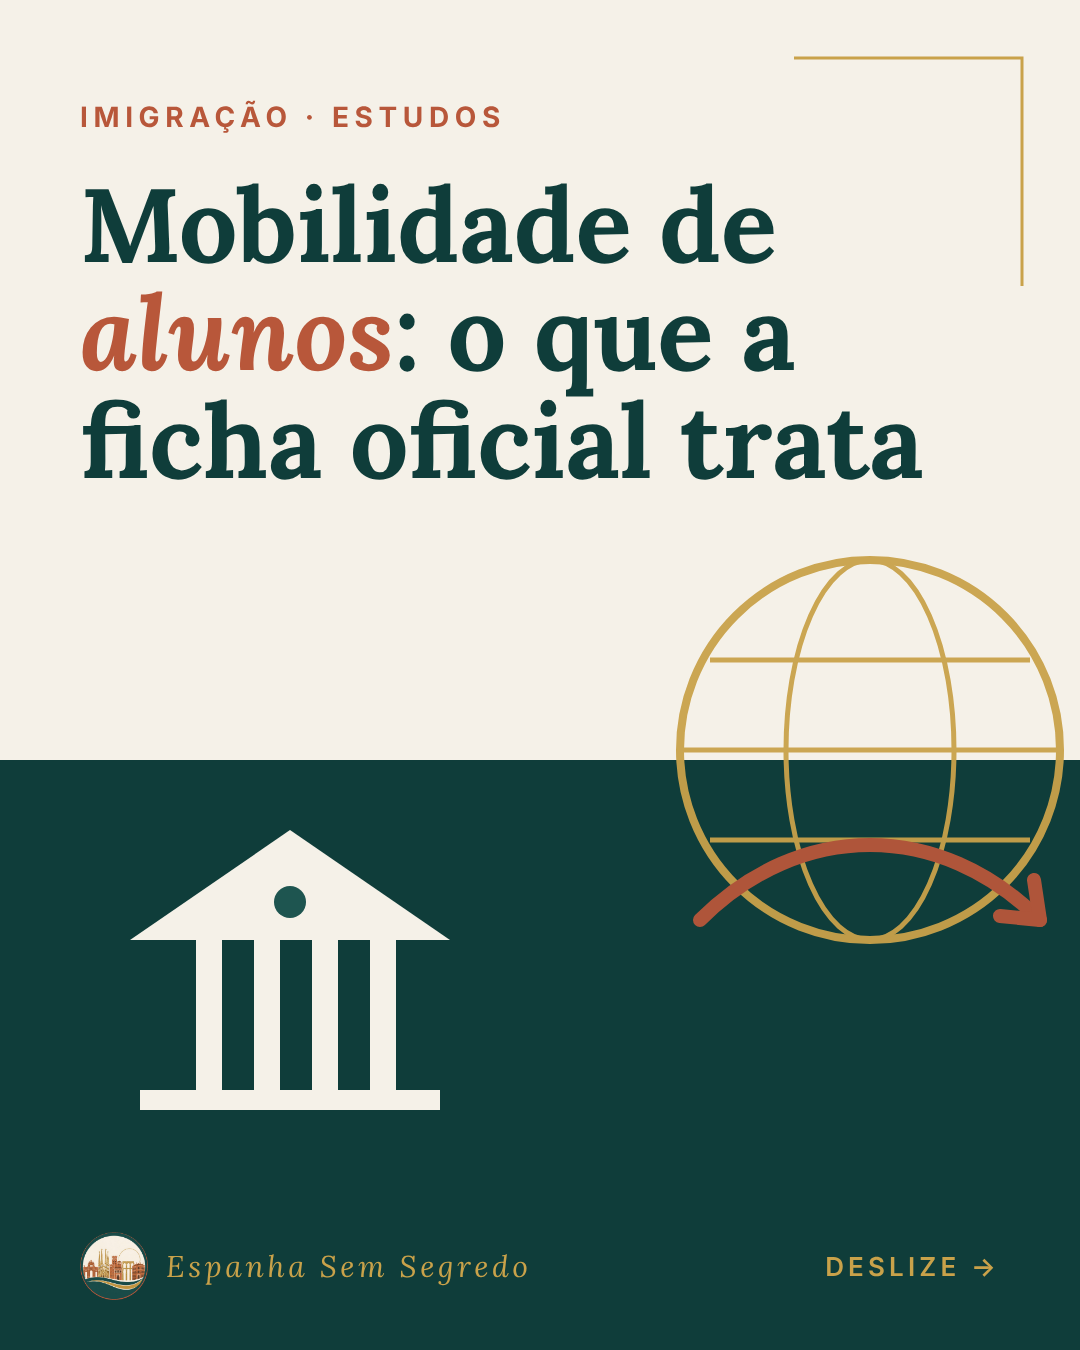 IMIGRAÇÃO · ESTUDOS
Mobilidade de
alunos: o que a
ficha oficial trata
Espanha Sem Segredo
DESLIZE →